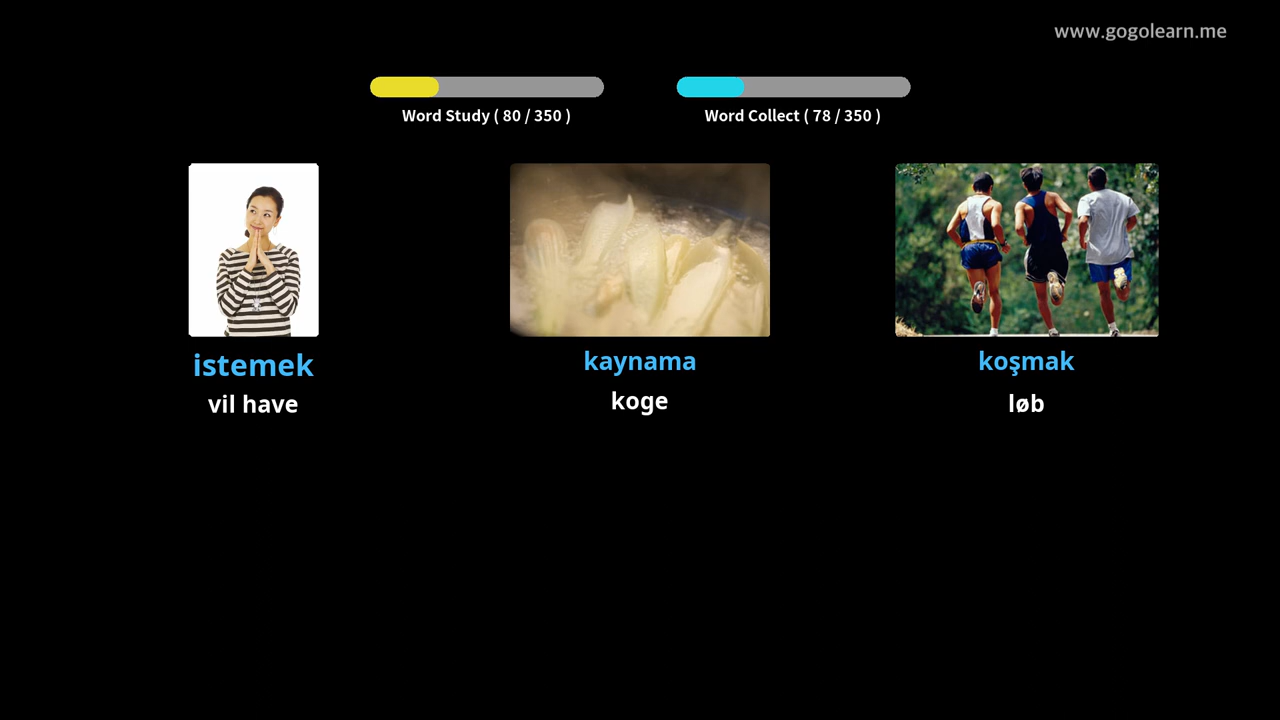 www.gogolearn.me
Word Study ( 80 / 350 )
Word Collect ( 78 / 350 )
istemek
vil have
kaynama
koge
koşmak
løb